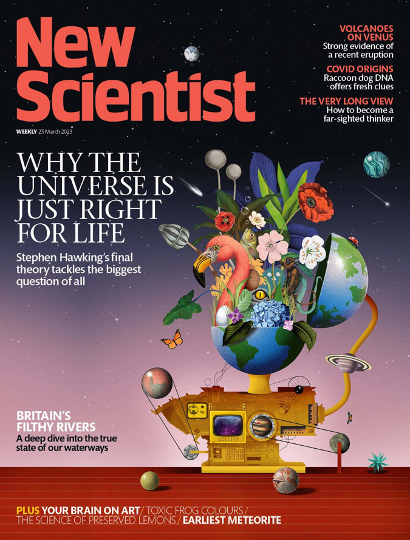 New
Scientist
WEEKLY 25 March 2023
VOLCANOES
ON VENUS
Strong evidence of
a recent eruption
COVID ORIGINS
Raccoon dog DNA
offers fresh clues
THE VERY LONG VIEW
How to become a
far-sighted thinker
WHY THE
UNIVERSE IS
JUST RIGHT
FOR LIFE
Stephen Hawking's final
theory tackles the biggest
question of all
BRITAIN'S
FILTHY RIVERS
A deep dive into the true
state of our waterways
PLUS YOUR BRAIN ON ART / TOXIC FROG COLOURS /
THE SCIENCE OF PRESERVED LEMONS / EARLIEST METEORITE